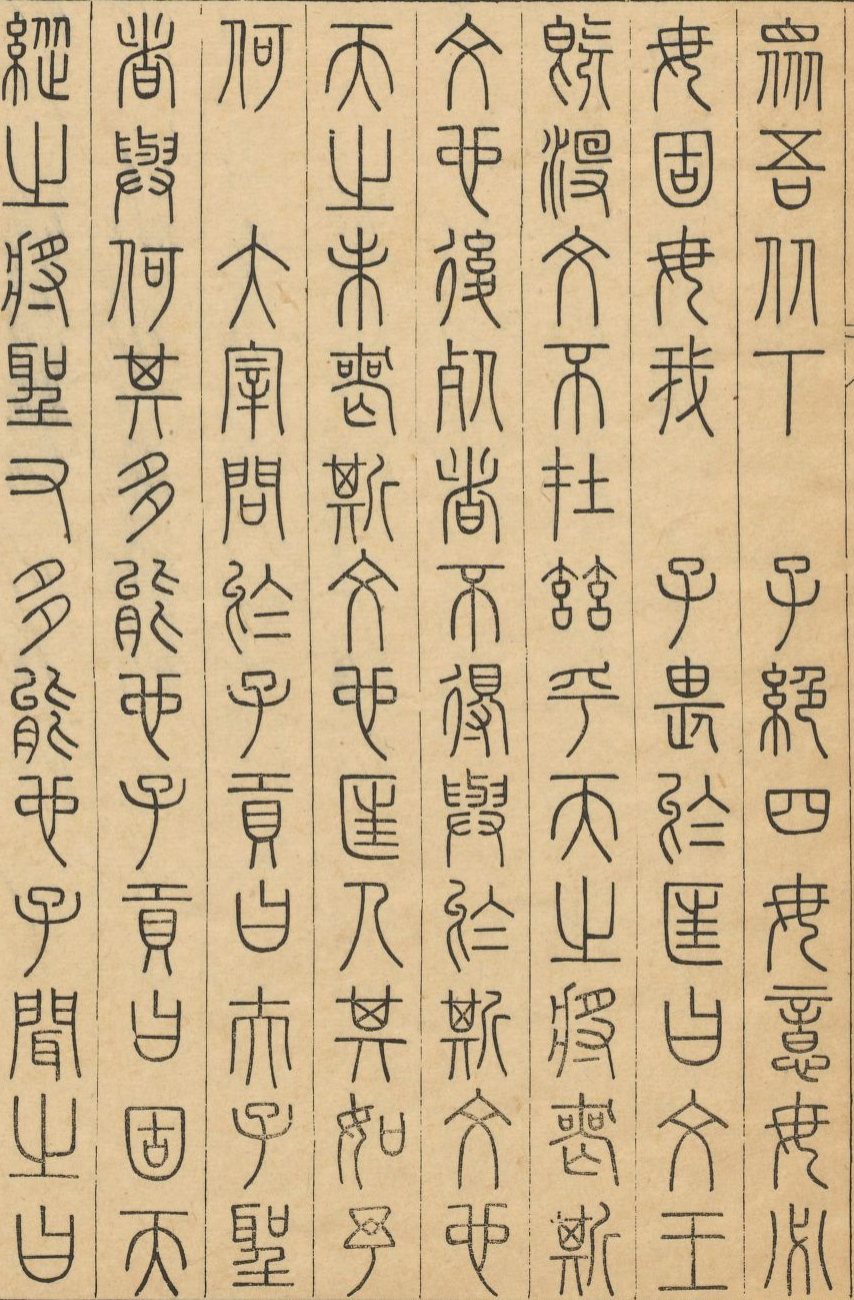 眾吾从下　子絕四毋意毋必
毋固毋我　子畏於匡曰文王
既沒文不在茲乎天之將喪斯
文也後死者不得與於斯文也
天之未喪斯文也匡人其如予
何　大宰問於子貢曰夫子聖
者與何其多能也子貢曰固天
縱之將聖又多能也子聞之曰